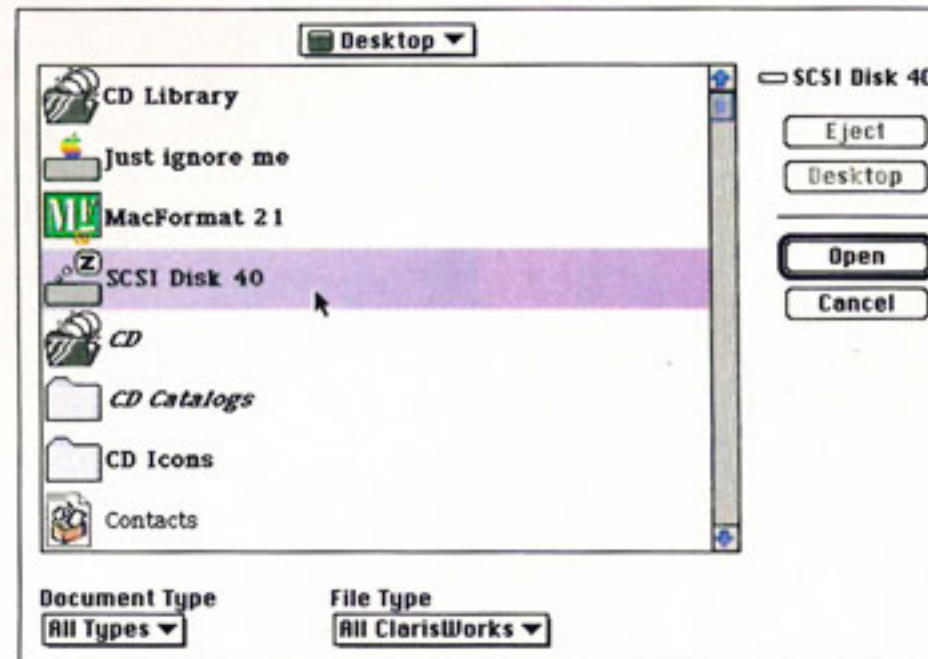 Desktop
CD Library
Just ignore me
MacFormat 21
SCSI Disk 40
CD
CD Catalogs
CD Icons
Contacts
SCSI Disk 40
Eject
Desktop
Open
Cancel
Document Type
All Types
File Type
All ClarisWorks